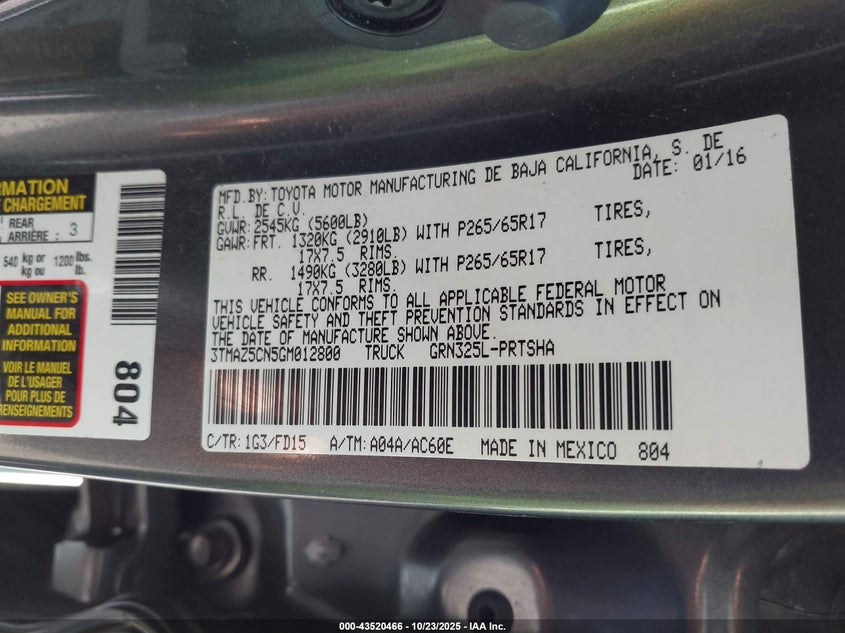 RMATION
CHARGEMENT
REAR
ARRIÈRE : 3
540 kg or 1200 lbs.
kg ou lb.
SEE OWNER'S
MANUAL FOR
ADDITIONAL
INFORMATION
VOIR LE MANUEL
DE L'USAGER
POUR PLUS DE
RENSEIGNEMENTS
804
MFD.BY:TOYOTA MOTOR MANUFACTURING DE BAJA CALIFORNIA, S. DE
R.L. DE C.V. DATE: 01/16
GVWR:2545KG (5600LB)
GAWR:FRT. 1320KG (2910LB) WITH P265/65R17 TIRES,
17X7.5 RIMS.
RR. 1490KG (3280LB) WITH P265/65R17 TIRES,
17X7.5 RIMS.
THIS VEHICLE CONFORMS TO ALL APPLICABLE FEDERAL MOTOR
VEHICLE SAFETY AND THEFT PREVENTION STANDARDS IN EFFECT ON
THE DATE OF MANUFACTURE SHOWN ABOVE.
3TMAZ5CN5GM012800 TRUCK GRN325L-PRTSHA
C/TR:1G3/FD15 A/TM:A04A/AC60E MADE IN MEXICO 804
000-43520466 - 10/23/2025 - IAA Inc.